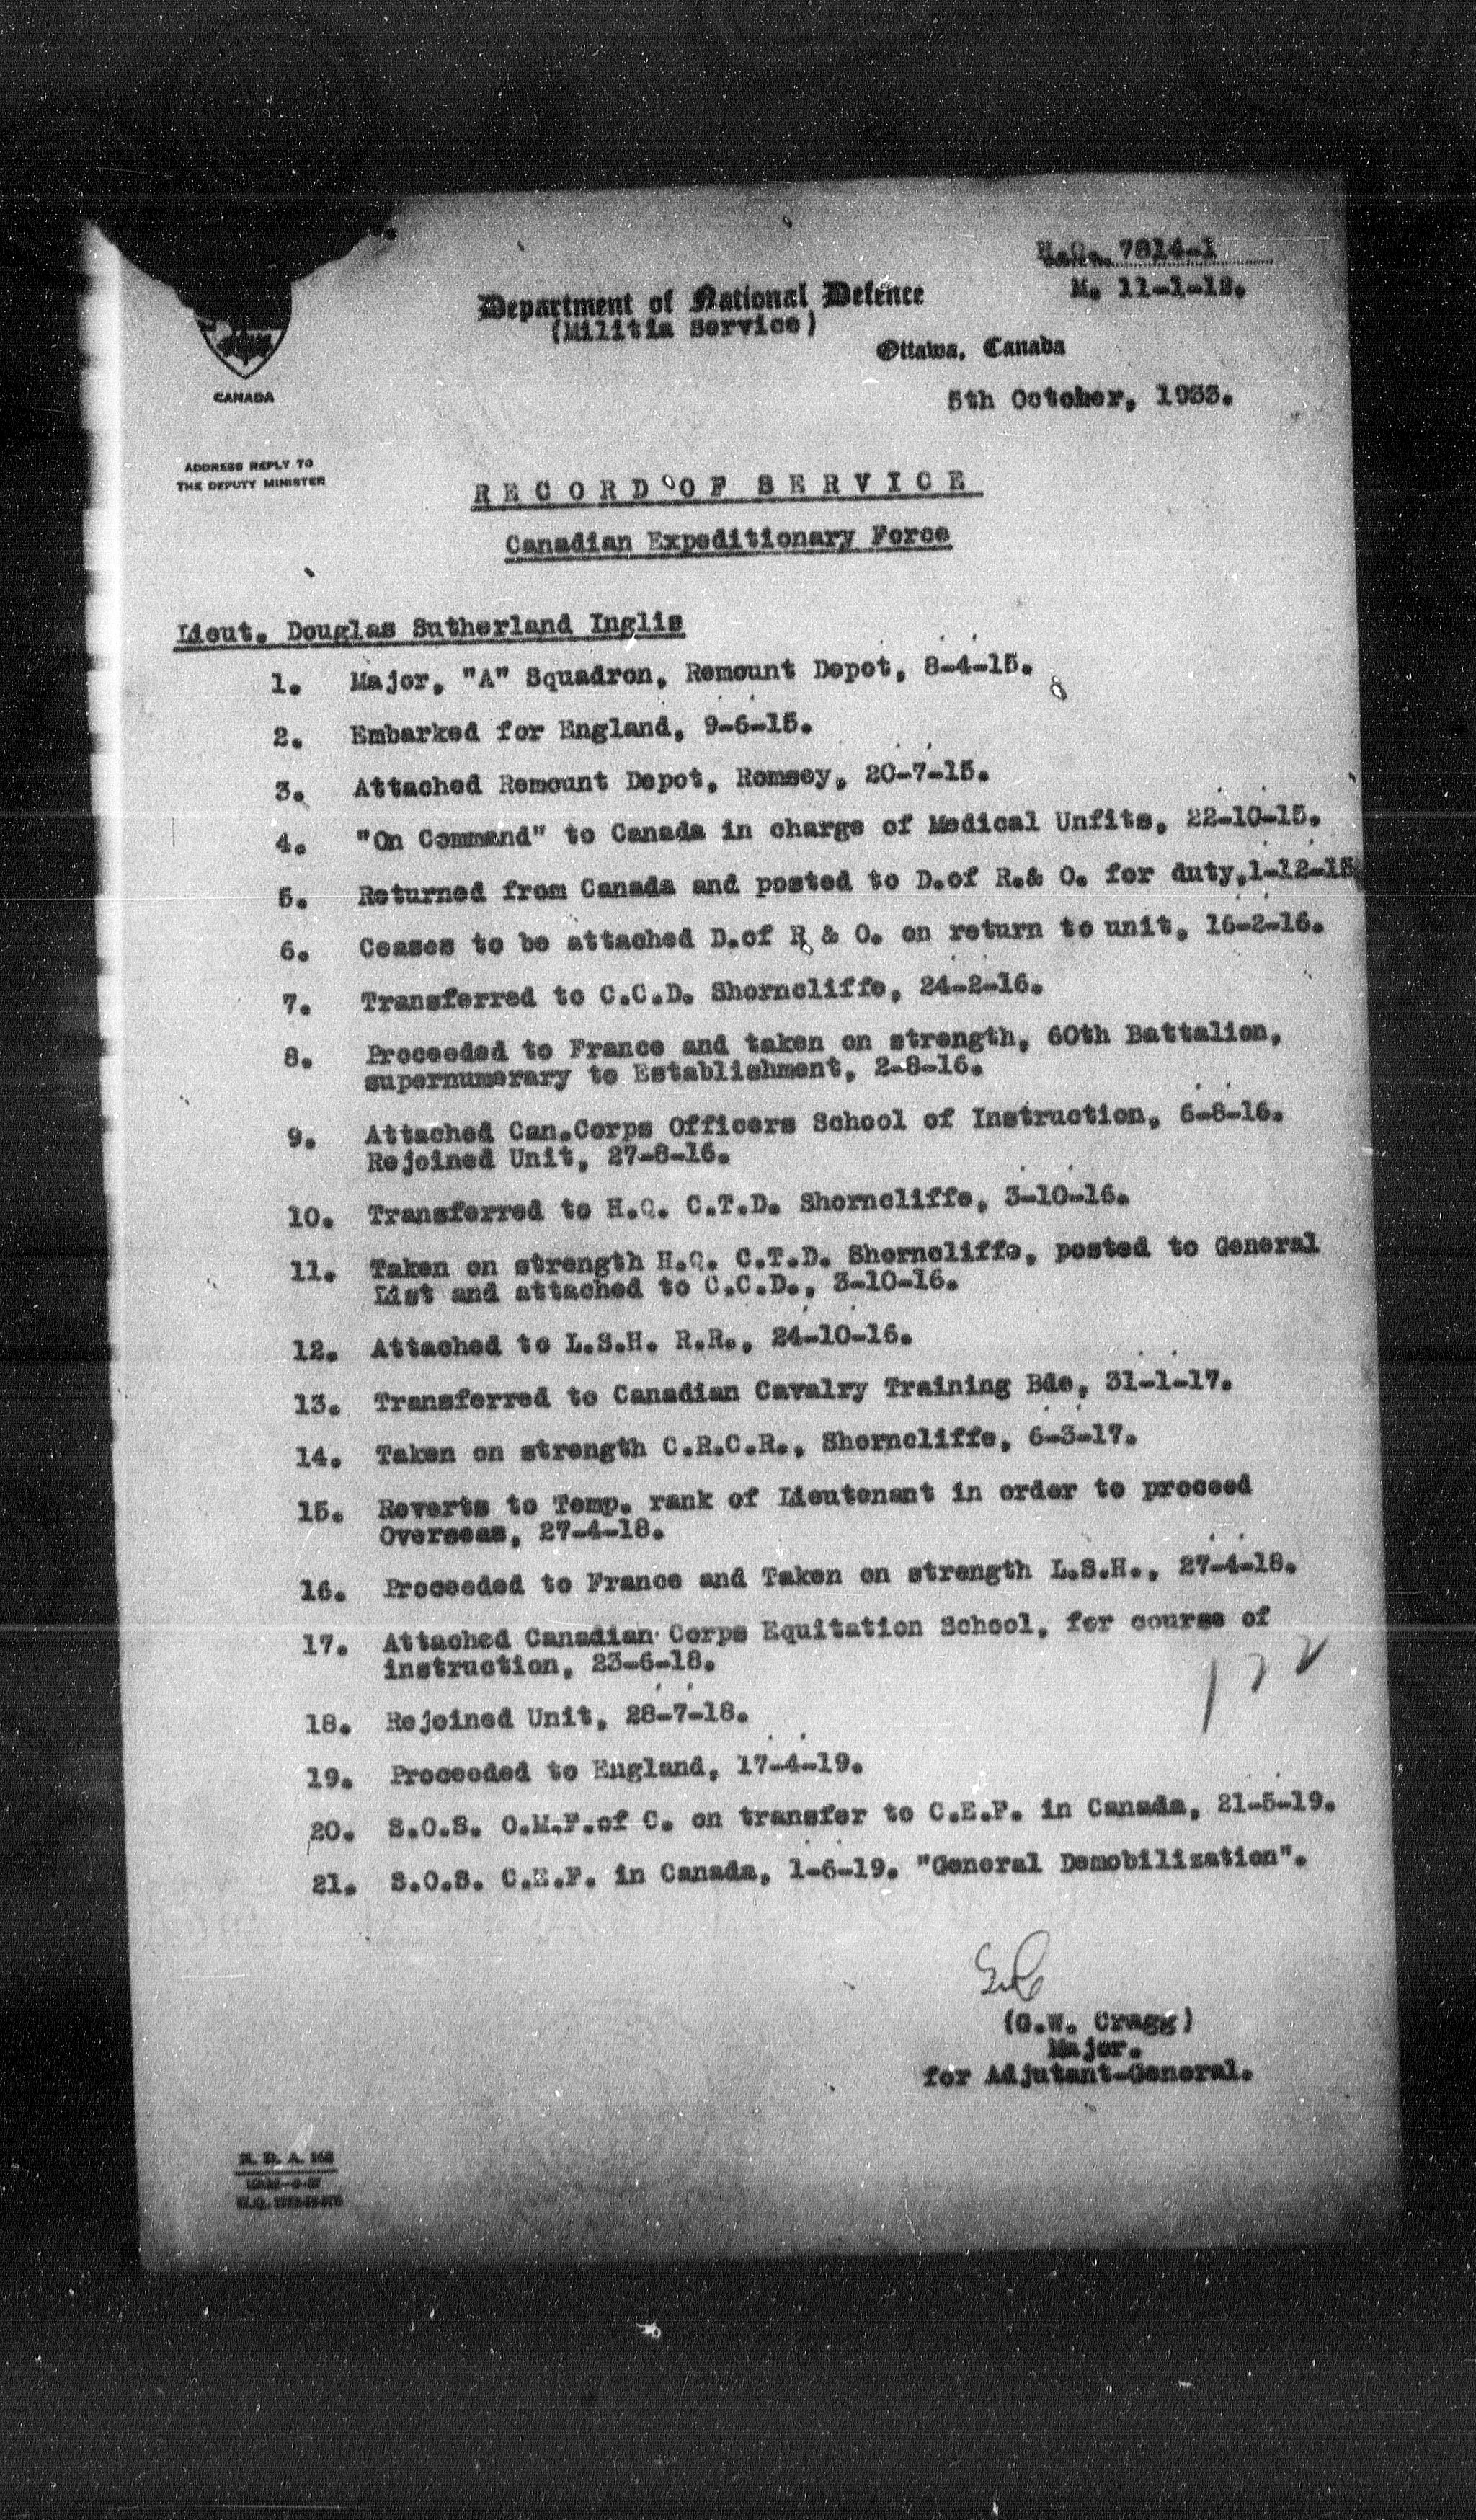 H.Q. 7814-1
M. 11-1-18.
Department of National Defence
(Militia Service)
Ottawa, Canada
CANADA
5th October, 1933.
ADDRESS REPLY TO
THE DEPUTY MINISTER
RECORD OF SERVICE
Canadian Expeditionary Force
Lieut. Douglas Sutherland Inglis
1. Major, "A" Squadron, Remount Depot, 8-4-15.
2. Embarked for England, 9-6-15.
3. Attached Remount Depot, Romsey, 20-7-15.
4. "On Command" to Canada in charge of Medical Unfits, 22-10-15.
5. Returned from Canada and posted to D.of R.& O. for duty,1-12-15
6. Ceases to be attached D.of R & O. on return to unit, 16-2-16.
7. Transferred to C.C.D. Shorncliffe, 24-2-16.
8. Proceeded to France and taken on strength, 60th Battalion,
supernumerary to Establishment, 2-8-16.
9. Attached Can.Corps Officers School of Instruction, 6-8-16.
Rejoined Unit, 27-8-16.
10. Transferred to H.Q. C.T.D. Shorncliffe, 3-10-16.
11. Taken on strength H.Q. C.T.D. Shorncliffe, posted to General
List and attached to C.C.D., 3-10-16.
12. Attached to L.S.H. R.R., 24-10-16.
13. Transferred to Canadian Cavalry Training Bde, 31-1-17.
14. Taken on strength C.R.C.R., Shorncliffe, 6-3-17.
15. Reverts to Temp. rank of Lieutenant in order to proceed
Overseas, 27-4-18.
16. Proceeded to France and Taken on strength L.S.H., 27-4-18.
17. Attached Canadian Corps Equitation School, for course of
instruction, 23-6-18.
18. Rejoined Unit, 28-7-18.
19. Proceeded to England, 17-4-19.
20. S.O.S. O.M.F.of C. on transfer to C.E.F. in Canada, 21-5-19.
21. S.O.S. C.E.F. in Canada, 1-6-19. "General Demobilization".
(G.W. Cragg)
Major.
for Adjutant-General.
N. D. A.
H.Q.